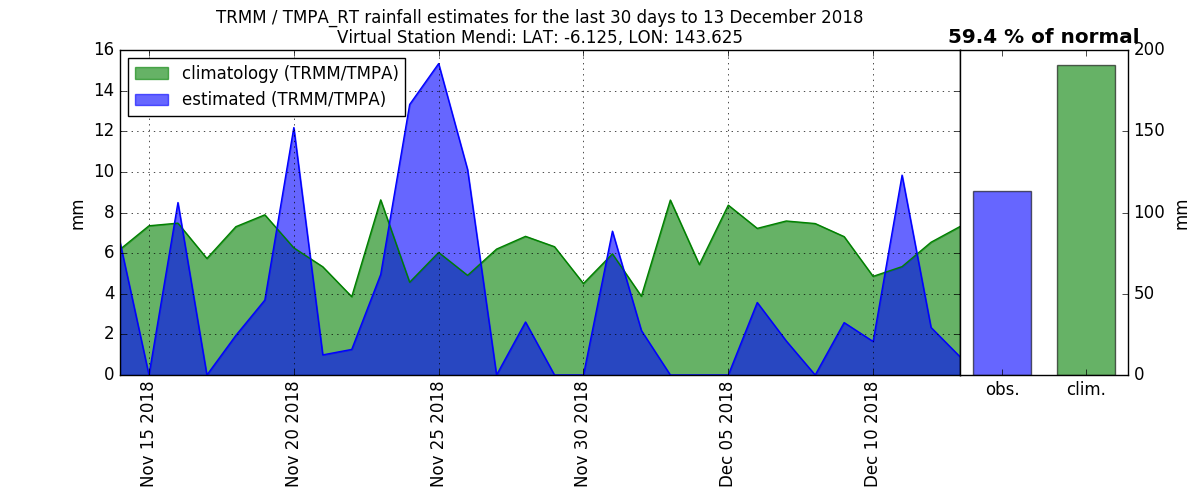 TRMM / TMPA_RT rainfall estimates for the last 30 days to 13 December 2018
Virtual Station Mendi: LAT: -6.125, LON: 143.625
59.4 % of normal
climatology (TRMM/TMPA)
estimated (TRMM/TMPA)
mm
16
14
12
10
8
6
4
2
0
Nov 15 2018
Nov 20 2018
Nov 25 2018
Nov 30 2018
Dec 05 2018
Dec 10 2018
obs.
clim.
200
150
100
50
0
mm